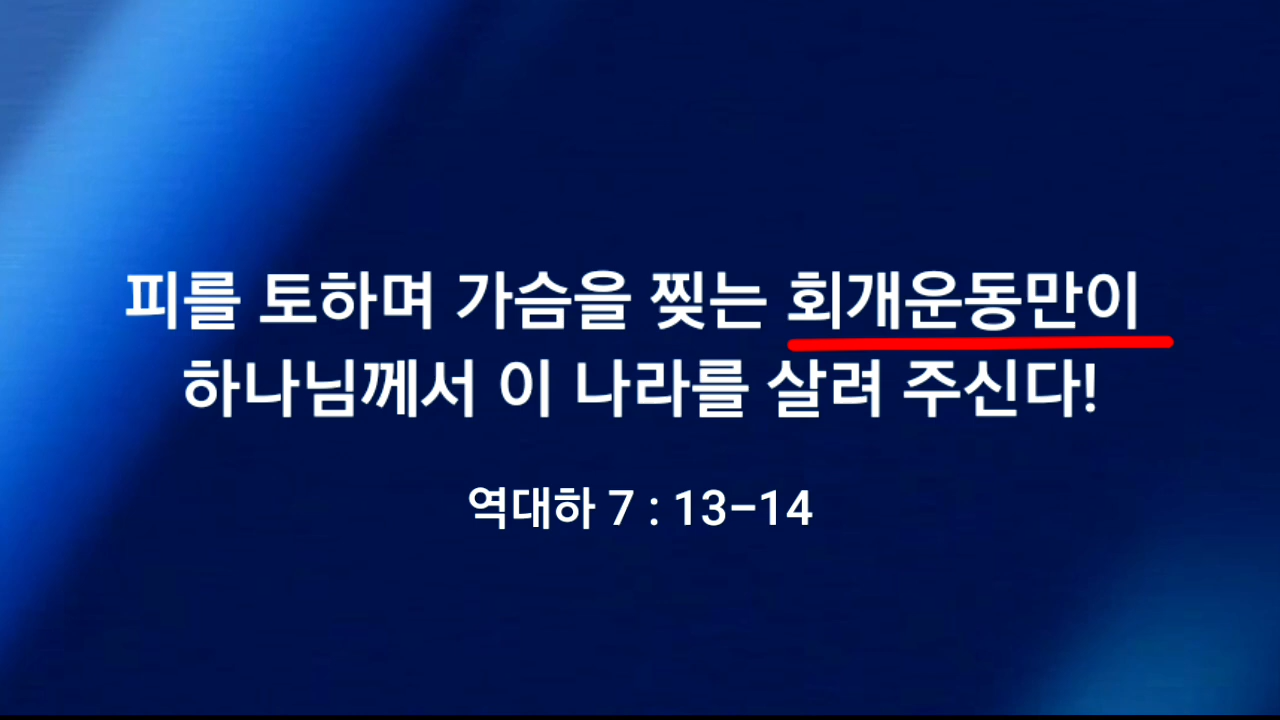 피를 토하며 가슴을 찢는 회개운동만이
하나님께서 이 나라를 살려 주신다!
역대하 7 : 13-14